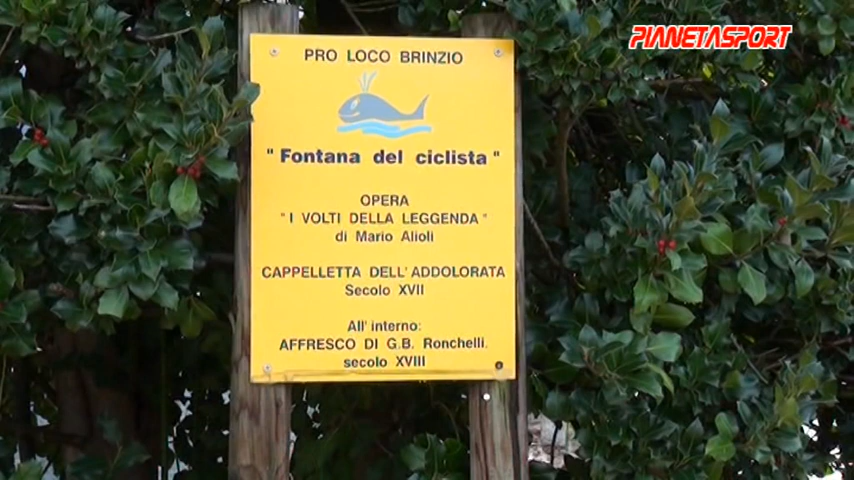 PIANETASPORT
PRO LOCO BRINZIO
"Fontana del ciclista"
OPERA
"I VOLTI DELLA LEGGENDA"
di Mario Alioli
CAPPELLETTA DELL'ADDOLORATA
Secolo XVII
All'interno:
AFFRESCO DI G.B. Ronchelli.
secolo XVIII